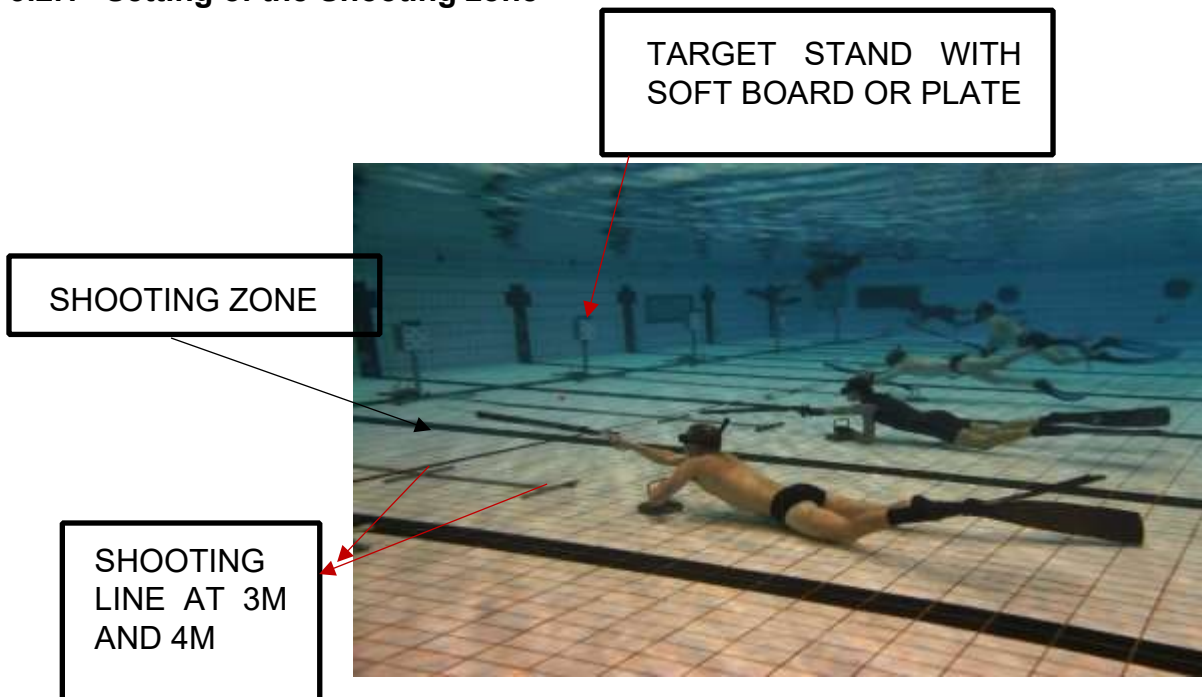 TARGET STAND WITH
SOFT BOARD OR PLATE
SHOOTING ZONE
SHOOTING
LINE AT 3M
AND 4M